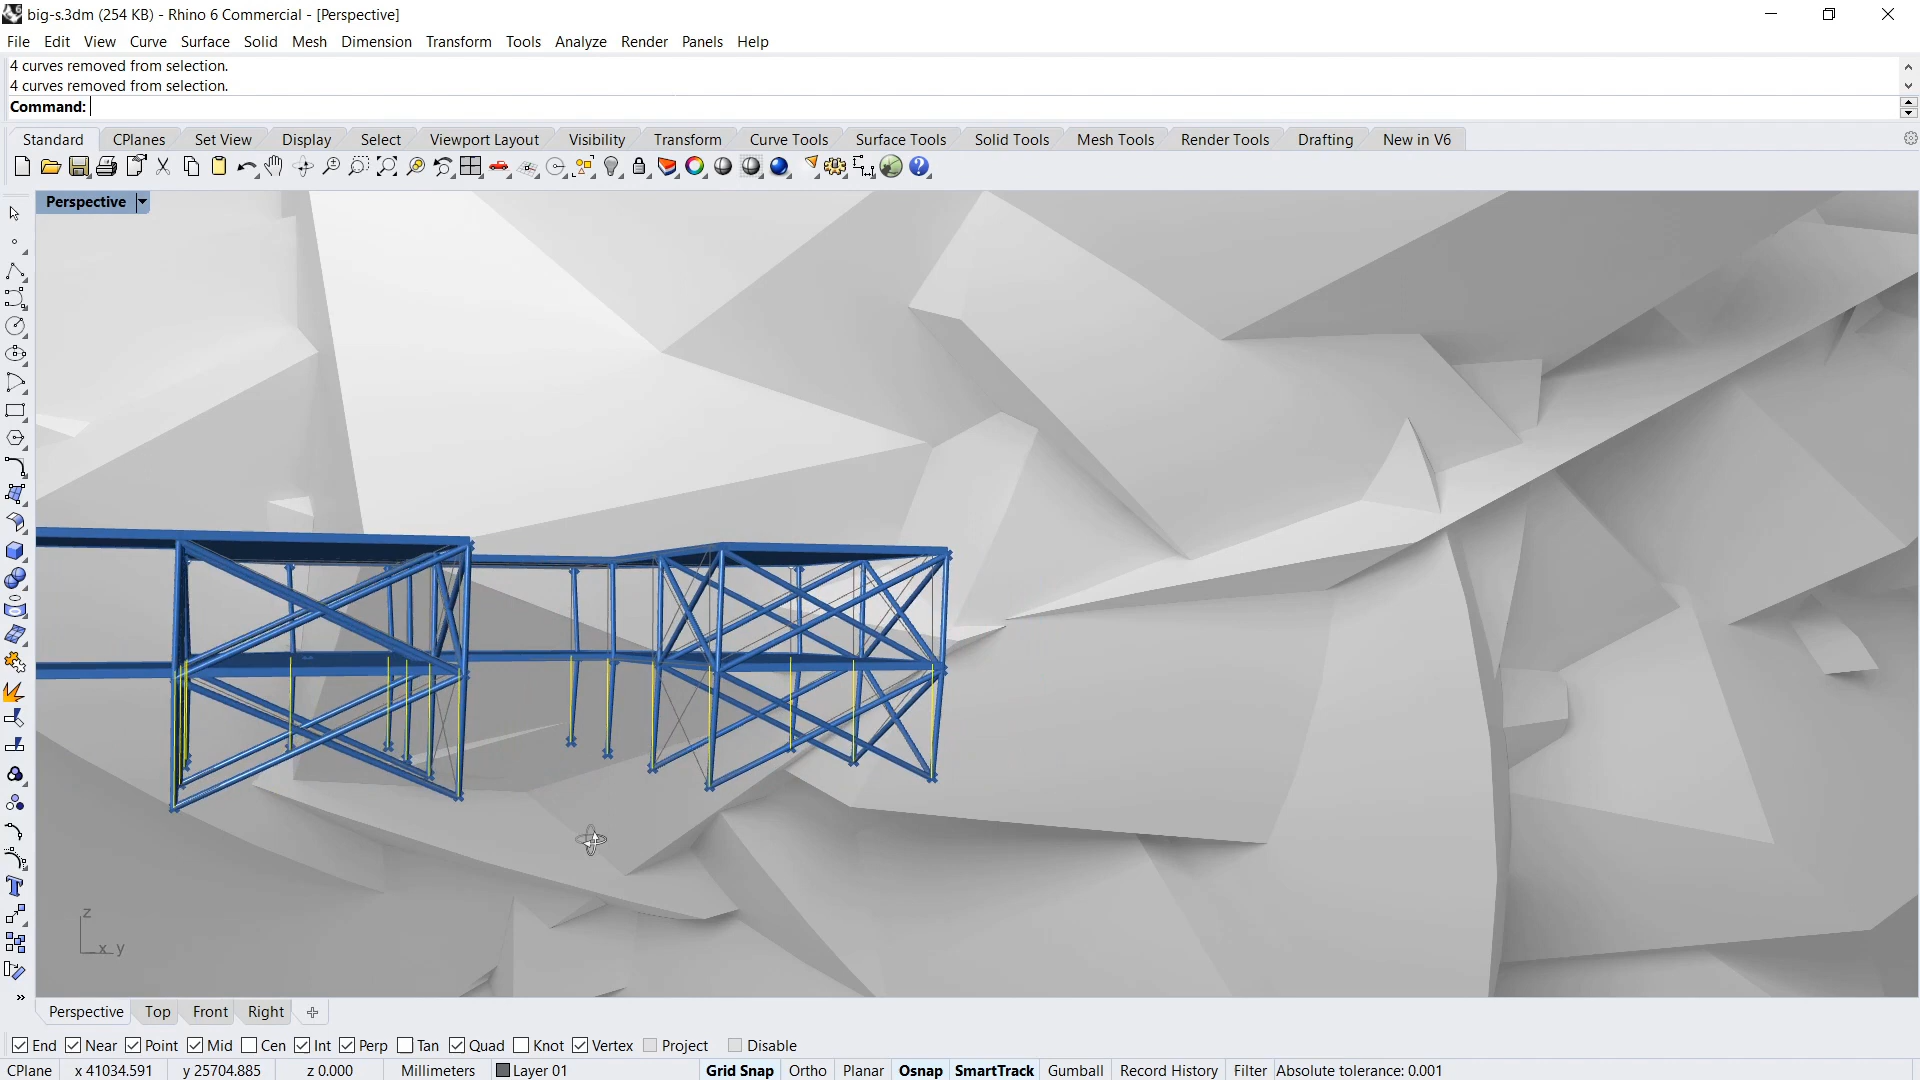 big-s.3dm (254 KB) - Rhino 6 Commercial - [Perspective]
File Edit View Curve Surface Solid Mesh Dimension Transform Tools Analyze Render Panels Help
4 curves removed from selection.
4 curves removed from selection.
Command:
Standard CPlanes Set View Display Select Viewport Layout Visibility Transform Curve Tools Surface Tools Solid Tools Mesh Tools Render Tools Drafting New in V6
Perspective
z
x y
Perspective Top Front Right
End Near Point Mid Cen Int Perp Tan Quad Knot Vertex Project Disable
CPlane x 41034.591 y 25704.885 z 0.000 Millimeters Layer 01 Grid Snap Ortho Planar Osnap SmartTrack Gumball Record History Filter Absolute tolerance: 0.001